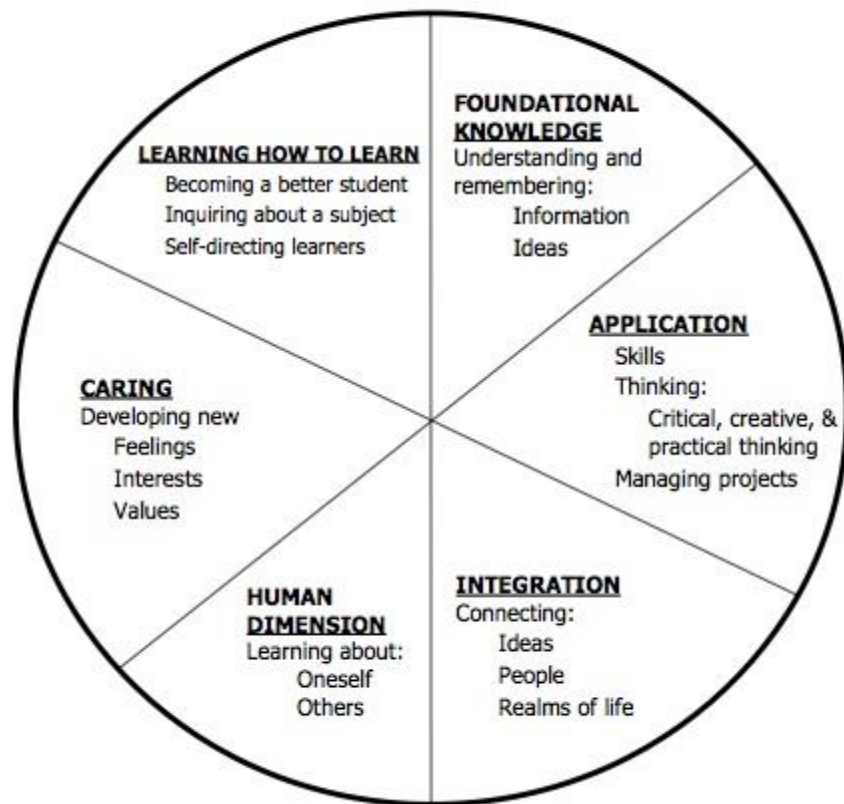 FOUNDATIONAL
KNOWLEDGE
Understanding and
remembering:
Information
Ideas
APPLICATION
Skills
Thinking:
Critical, creative, &
practical thinking
Managing projects
INTEGRATION
Connecting:
Ideas
People
Realms of life
HUMAN
DIMENSION
Learning about:
Oneself
Others
CARING
Developing new
Feelings
Interests
Values
LEARNING HOW TO LEARN
Becoming a better student
Inquiring about a subject
Self-directing learners